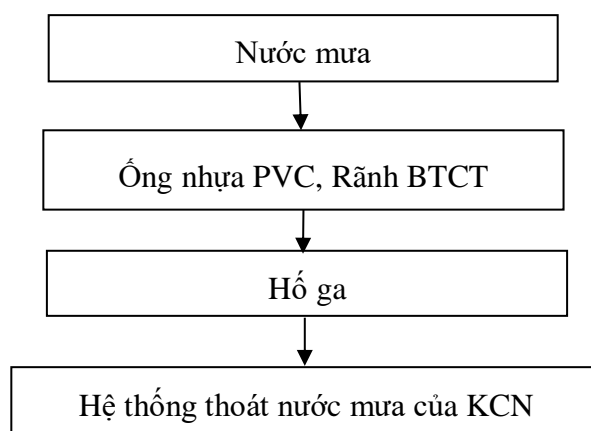 Nước mưa
Ống nhựa PVC, Rãnh BTCT
Hố ga
Hệ thống thoát nước mưa của KCN